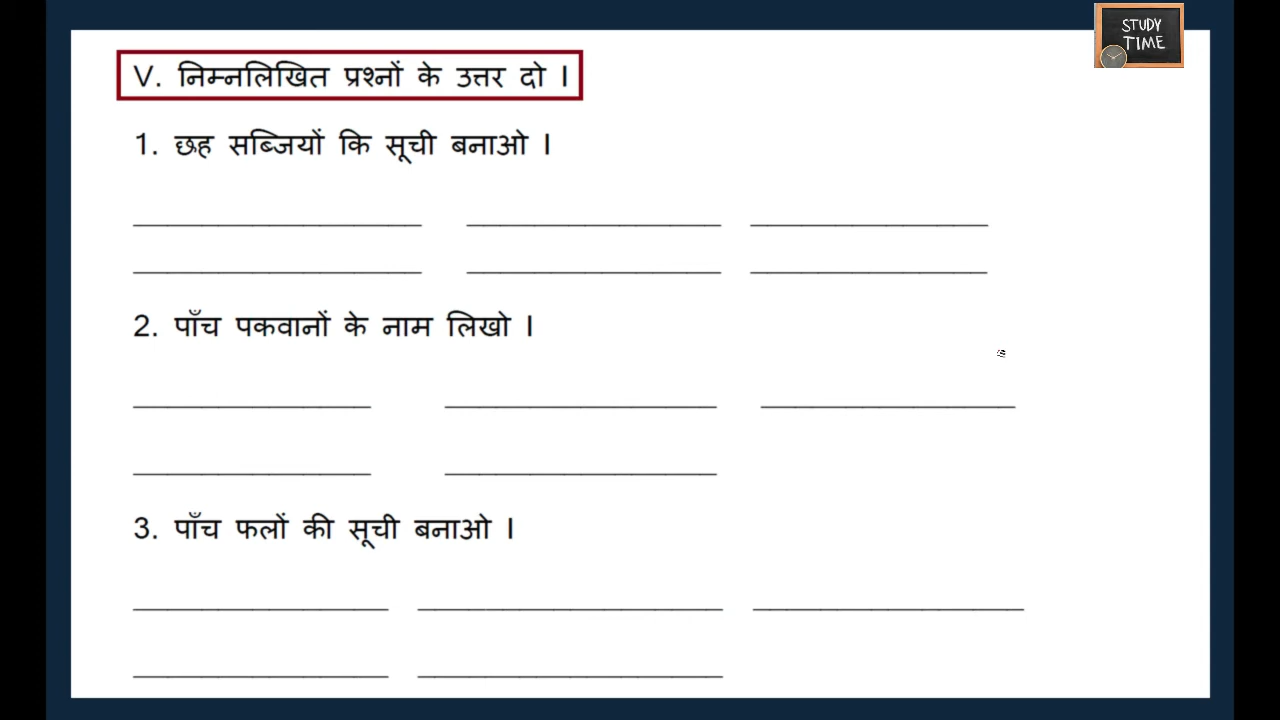 STUDY
TIME
V. निम्नलिखित प्रश्नों के उत्तर दो I
1. छह सब्जियों कि सूची बनाओ I
2. पाँच पकवानों के नाम लिखो I
3. पाँच फलों की सूची बनाओ I